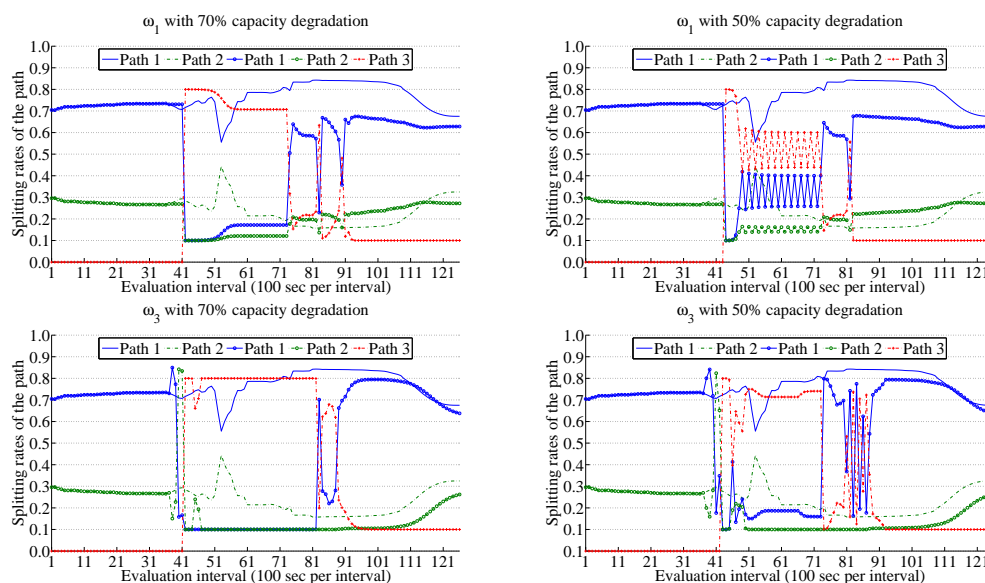 ω1 with 70% capacity degradation
Splitting rates of the path
1.0
0.9
0.8
0.7
0.6
0.5
0.4
0.3
0.2
0.1
0.0
Path 1 Path 2 Path 1 Path 2 Path 3
1 11 21 31 41 51 61 71 81 91 101 111 121
Evaluation interval (100 sec per interval)
ω1 with 50% capacity degradation
Splitting rates of the path
1.0
0.9
0.8
0.7
0.6
0.5
0.4
0.3
0.2
0.1
0.0
Path 1 Path 2 Path 1 Path 2 Path 3
1 11 21 31 41 51 61 71 81 91 101 111 121
Evaluation interval (100 sec per interval)
ω3 with 70% capacity degradation
Splitting rates of the path
1.0
0.9
0.8
0.7
0.6
0.5
0.4
0.3
0.2
0.1
0.0
Path 1 Path 2 Path 1 Path 2 Path 3
1 11 21 31 41 51 61 71 81 91 101 111 121
Evaluation interval (100 sec per interval)
ω3 with 50% capacity degradation
Splitting rates of the path
1.0
0.9
0.8
0.7
0.6
0.5
0.4
0.3
0.2
0.1
0.1
Path 1 Path 2 Path 1 Path 2 Path 3
1 11 21 31 41 51 61 71 81 91 101 111 121
Evaluation interval (100 sec per interval)